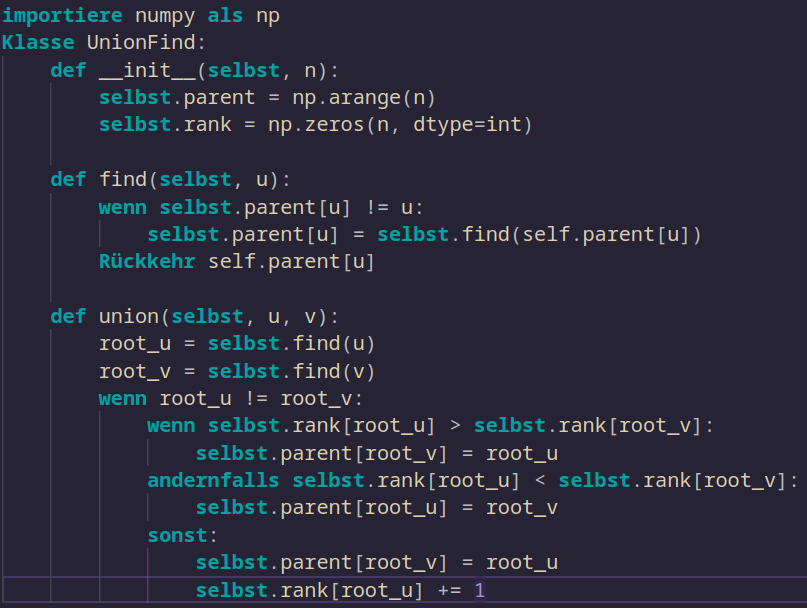 importiere numpy als np
Klasse UnionFind:
    def __init__(selbst, n):
        selbst.parent = np.arange(n)
        selbst.rank = np.zeros(n, dtype=int)

    def find(selbst, u):
        wenn selbst.parent[u] != u:
            selbst.parent[u] = selbst.find(self.parent[u])
        Rückkehr self.parent[u]

    def union(selbst, u, v):
        root_u = selbst.find(u)
        root_v = selbst.find(v)
        wenn root_u != root_v:
            wenn selbst.rank[root_u] > selbst.rank[root_v]:
                selbst.parent[root_v] = root_u
            andernfalls selbst.rank[root_u] < selbst.rank[root_v]:
                selbst.parent[root_u] = root_v
            sonst:
                selbst.parent[root_v] = root_u
                selbst.rank[root_u] += 1